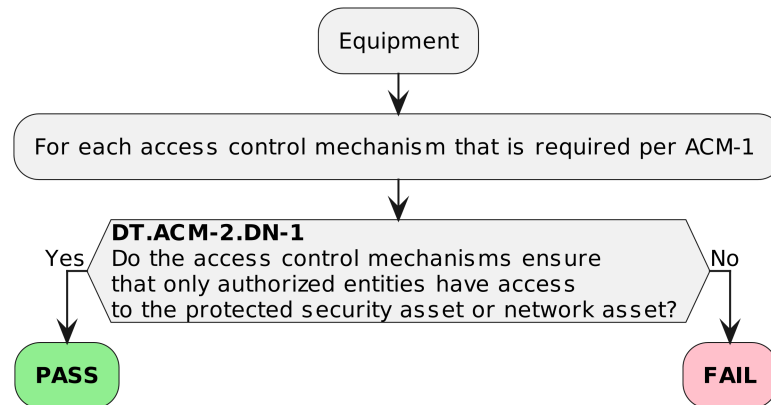 Equipment
For each access control mechanism that is required per ACM-1
DT.ACM-2.DN-1
Yes
Do the access control mechanisms ensure
No
that only authorized entities have access
to the protected security asset or network asset?
PASS
FAIL